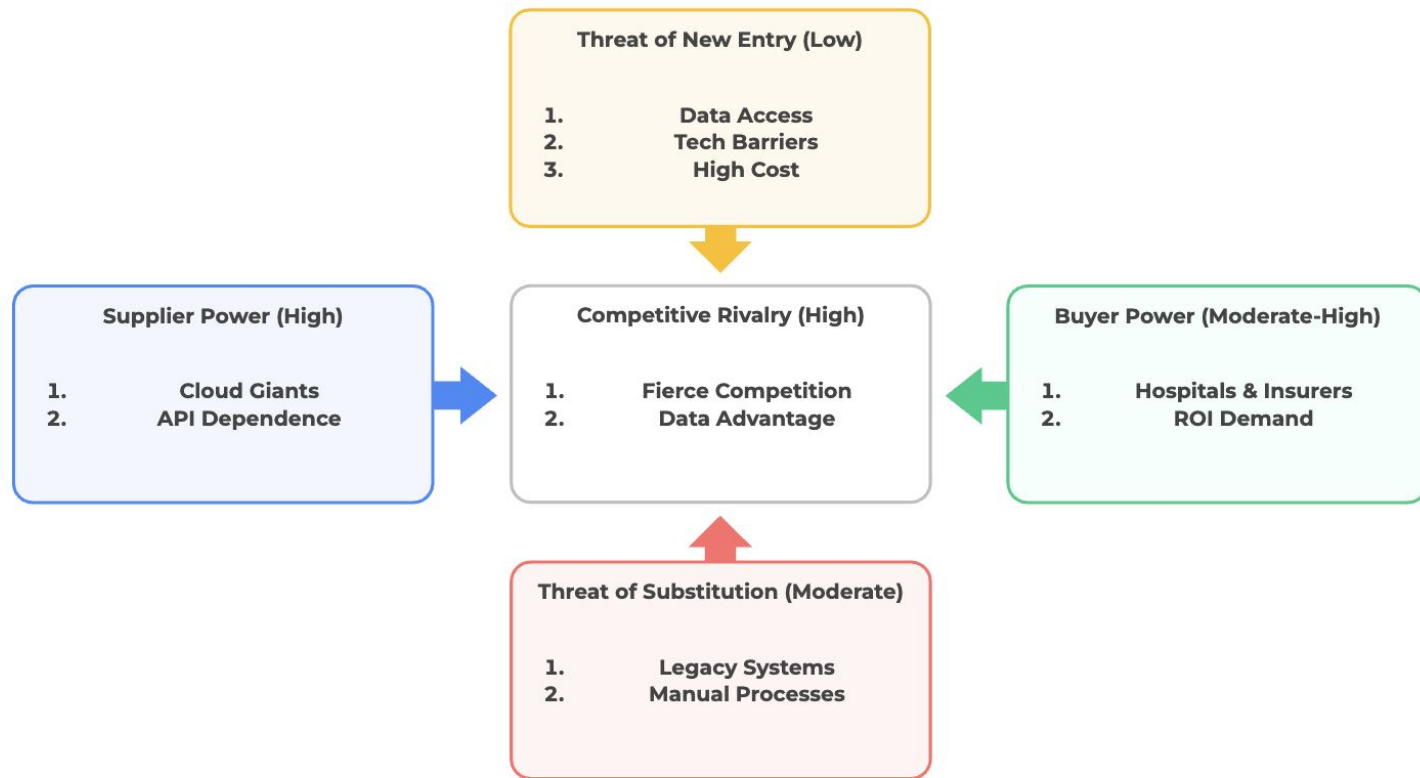 Threat of New Entry (Low)
1. Data Access
2. Tech Barriers
3. High Cost
Supplier Power (High)
1. Cloud Giants
2. API Dependence
Competitive Rivalry (High)
1. Fierce Competition
2. Data Advantage
Buyer Power (Moderate-High)
1. Hospitals & Insurers
2. ROI Demand
Threat of Substitution (Moderate)
1. Legacy Systems
2. Manual Processes